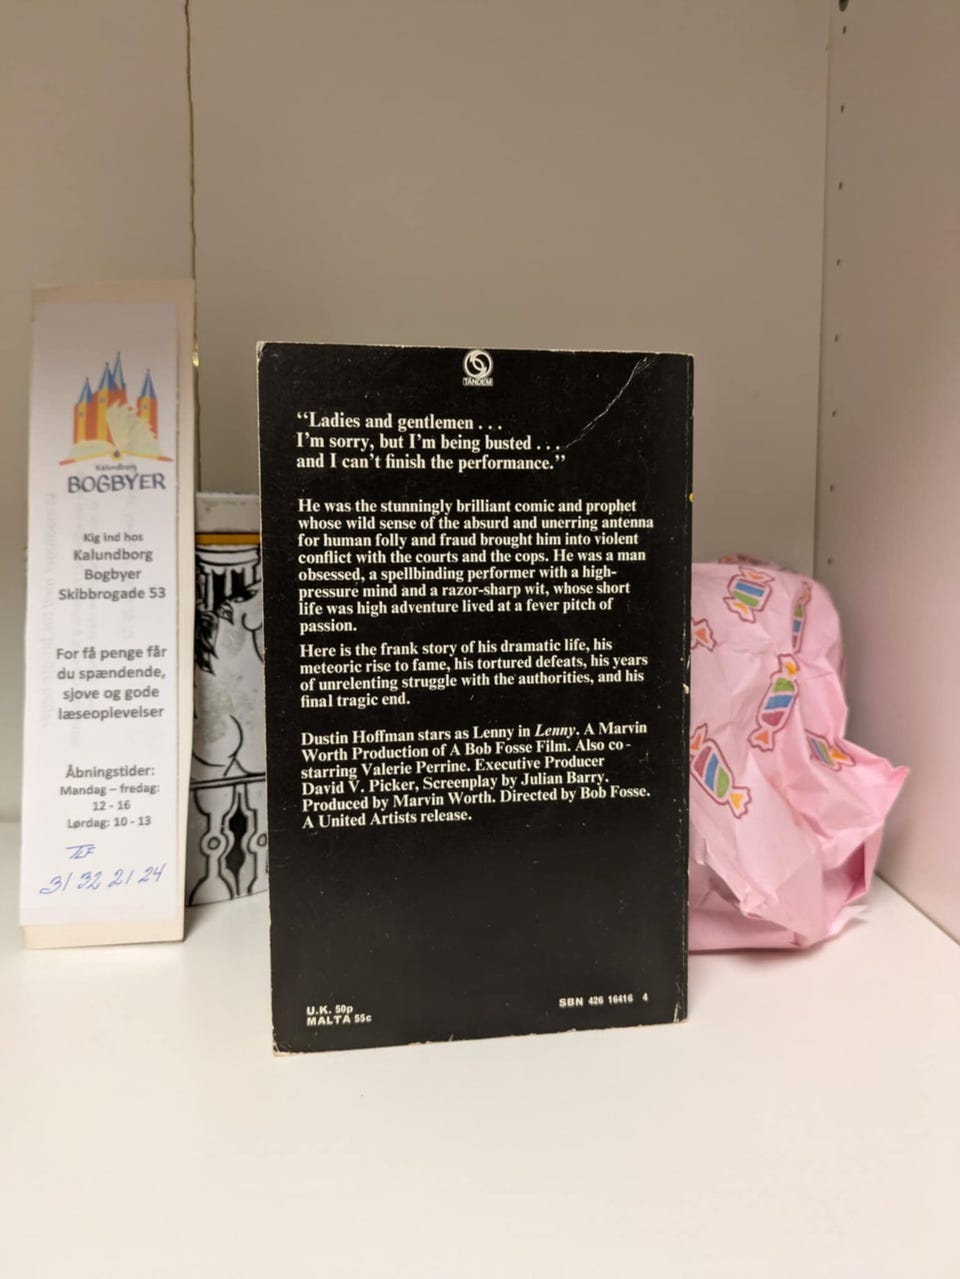 Kalundborg
BOGBYER
Kig ind hos
Kalundborg
Bogbyer
Skibbrogade 53
For få penge får
du spændende,
sjove og gode
læseoplevelser
Åbningstider:
Mandag – fredag:
12 - 16
Lørdag: 10 - 13
TLF
31 32 21 24
TANDEM
“Ladies and gentlemen . . .
I'm sorry, but I'm being busted . . .
and I can't finish the performance.”
He was the stunningly brilliant comic and prophet
whose wild sense of the absurd and unerring antenna
for human folly and fraud brought him into violent
conflict with the courts and the cops. He was a man
obsessed, a spellbinding performer with a high-
pressure mind and a razor-sharp wit, whose short
life was high adventure lived at a fever pitch of
passion.
Here is the frank story of his dramatic life, his
meteoric rise to fame, his tortured defeats, his years
of unrelenting struggle with the authorities, and his
final tragic end.
Dustin Hoffman stars as Lenny in Lenny. A Marvin
Worth Production of A Bob Fosse Film. Also co-
starring Valerie Perrine. Executive Producer
David V. Picker, Screenplay by Julian Barry.
Produced by Marvin Worth. Directed by Bob Fosse.
A United Artists release.
U.K. 50p
MALTA 55c
SBN 426 16416 4